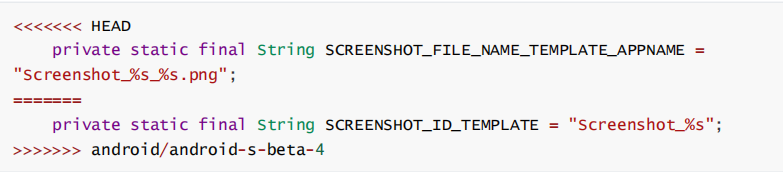 <<<<<<< HEAD
    private static final String SCREENSHOT_FILE_NAME_TEMPLATE_APPNAME =
"Screenshot_%s_%s.png";
=======
    private static final String SCREENSHOT_ID_TEMPLATE = "Screenshot_%s";
>>>>>>> android/android-s-beta-4